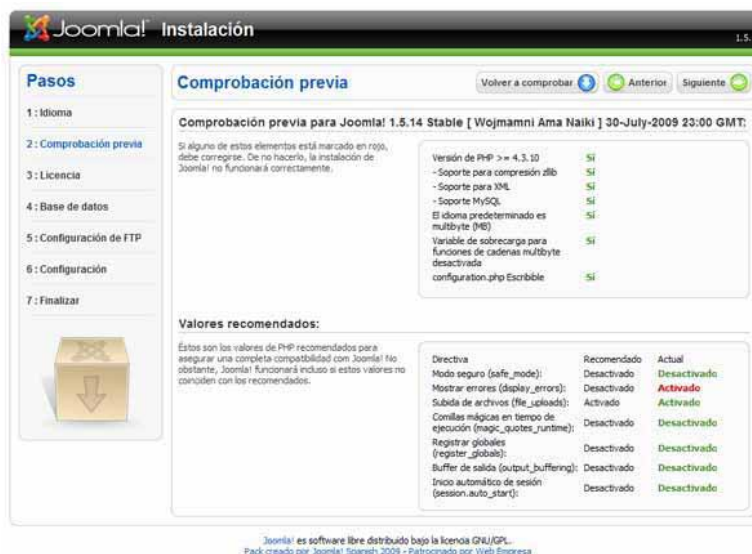 Joomla! Instalación
1.5.
Pasos
1 : Idioma
2 : Comprobación previa
3 : Licencia
4 : Base de datos
5 : Configuración de FTP
6 : Configuración
7 : Finalizar
Comprobación previa
Volver a comprobar
Anterior
Siguiente
Comprobación previa para Joomla! 1.5.14 Stable [ Wojmamni Ama Naiki ] 30-July-2009 23:00 GMT:
Si alguno de estos elementos está marcado en rojo,
debe corregirse. De no hacerlo, la instalación de
Joomla! no funcionará correctamente.
Versión de PHP >= 4.3.10 Sí
- Soporte para compresión zlib Sí
- Soporte para XML Sí
- Soporte MySQL Sí
El idioma predeterminado es
multibyte (MB) Sí
Variable de sobrecarga para Sí
funciones de cadenas multibyte
desactivada
configuration.php Escribible Sí
Valores recomendados:
Éstos son los valores de PHP recomendados para
asegurar una completa compatibilidad com Joomla! No
obstante, Joomla! funcionará incluso si estos valores no
coinciden con los recomendados.
Directiva Recomendado Actual
Modo seguro (safe_mode): Desactivado Desactivado
Mostrar errores (display_errors): Desactivado Activado
Subida de archivos (file_uploads): Activado Activado
Comillas mágicas en tiempo de
ejecución (magic_quotes_runtime): Desactivado Desactivado
Registrar globales
(register_globals): Desactivado Desactivado
Buffer de salida (output_buffering): Desactivado Desactivado
Inicio automático de sesión
(session.auto_start): Desactivado Desactivado
Joomla! es software libre distribuido bajo la licencia GNU/GPL.
Pack creado por Joomla! Spanish 2009 - Patrocinado por Web Empresa